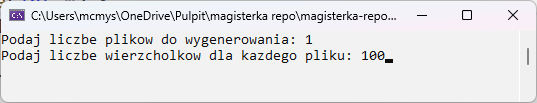 C:\Users\mcmys\OneDrive\Pulpit\magisterka repo\magisterka-repo...
Podaj liczbe plikow do wygenerowania: 1
Podaj liczbe wierzcholkow dla kazdego pliku: 100